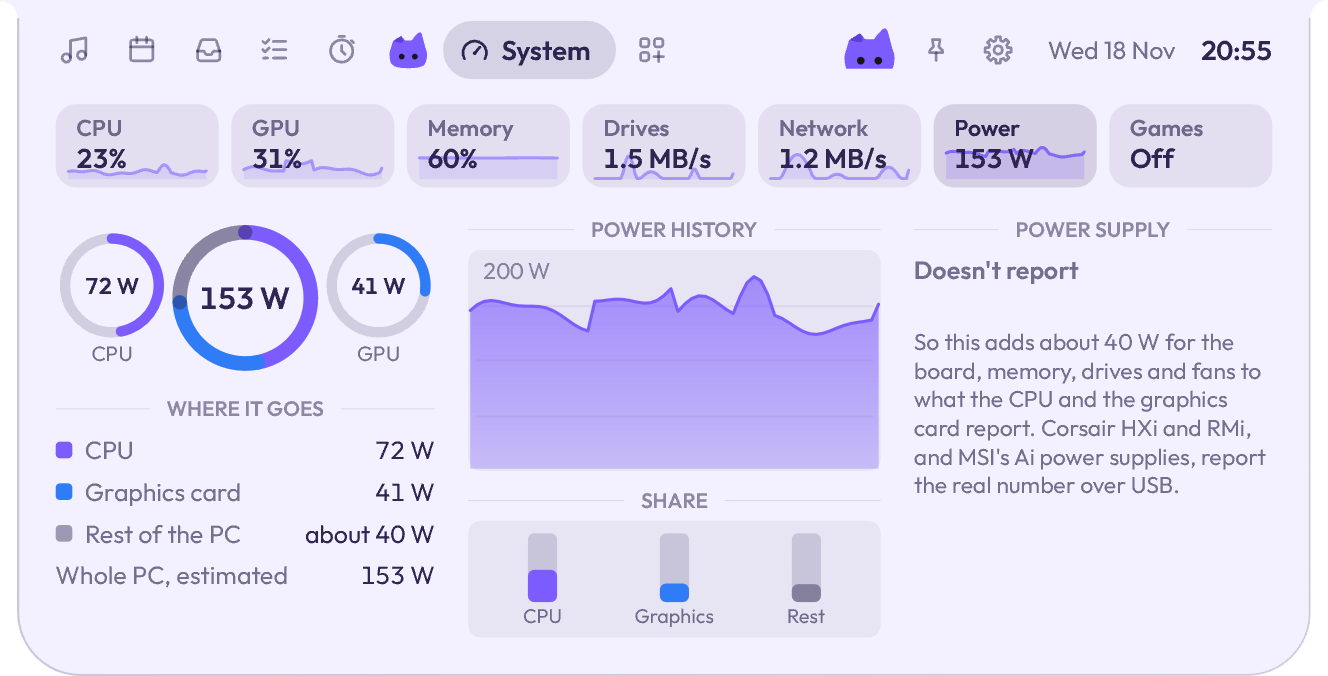 System
Wed 18 Nov 20:55
CPU
23%
GPU
31%
Memory
60%
Drives
1.5 MB/s
Network
1.2 MB/s
Power
153 W
Games
Off
72 W
CPU
153 W
41 W
GPU
WHERE IT GOES
CPU 72 W
Graphics card 41 W
Rest of the PC about 40 W
Whole PC, estimated 153 W
POWER HISTORY
200 W
SHARE
CPU Graphics Rest
POWER SUPPLY
Doesn't report
So this adds about 40 W for the
board, memory, drives and fans to
what the CPU and the graphics
card report. Corsair HXi and RMi,
and MSI's Ai power supplies, report
the real number over USB.